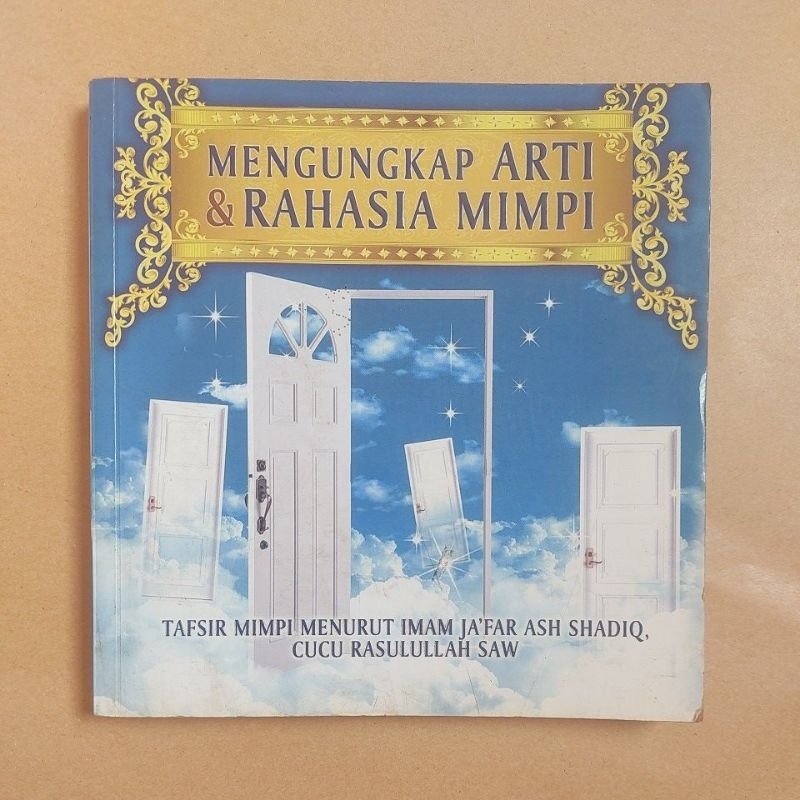 MENGUNGKAP ARTI
& RAHASIA MIMPI
TAFSIR MIMPI MENURUT IMAM JA'FAR ASH SHADIQ,
CUCU RASULULLAH SAW